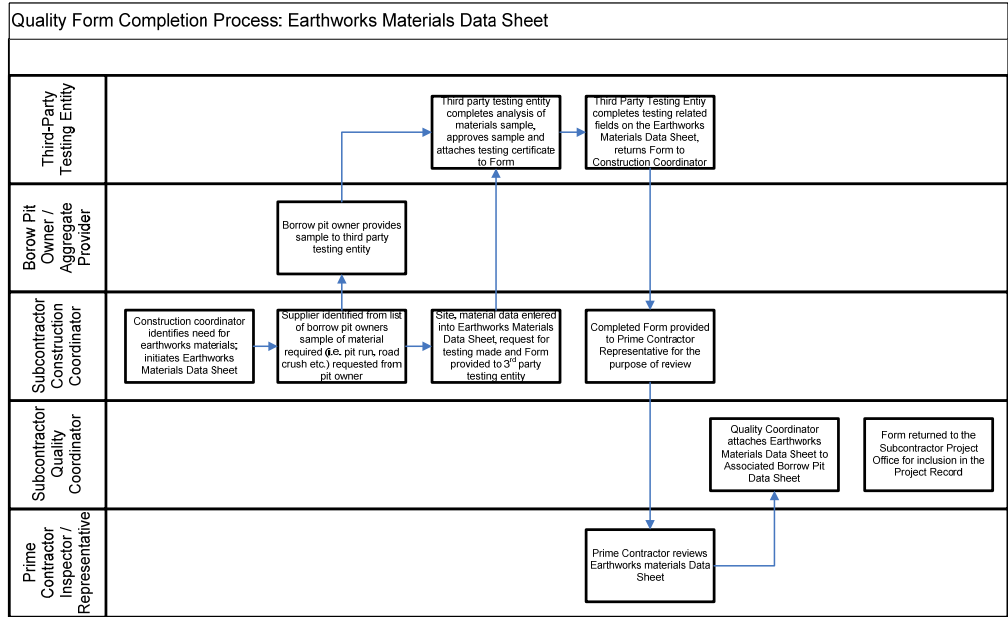 Quality Form Completion Process: Earthworks Materials Data Sheet
Third-Party
Testing Entity
Third party testing entity
completes analysis of
materials sample,
approves sample and
attaches testing certificate
to Form
Third Party Testing Entiy
completes testing related
fields on the Earthworks
Materials Data Sheet,
returns Form to
Construction Coordinator
Borow Pit
Owner /
Aggregate
Provider
Borrow pit owner provides
sample to third party
testing entity
Subcontractor
Construction
Coordinator
Construction coordinator
identifies need for
earthworks materials;
initiates Earthworks
Materials Data Sheet
Supplier identified from list
of borrow pit owners
sample of material
required (i.e. pit run, road
crush etc.) requested from
pit owner
Site, material data entered
into Earthworks Materials
Data Sheet, request for
testing made and Form
provided to 3rd party
testing entity
Completed Form provided
to Prime Contractor
Representative for the
purpose of review
Subcontractor
Quality
Coordinator
Quality Coordinator
attaches Earthworks
Materials Data Sheet to
Associated Borrow Pit
Data Sheet
Form returned to the
Subcontractor Project
Office for inclusion in the
Project Record
Prime
Contractor
Inspector /
Representative
Prime Contractor reviews
Earthworks materials Data
Sheet